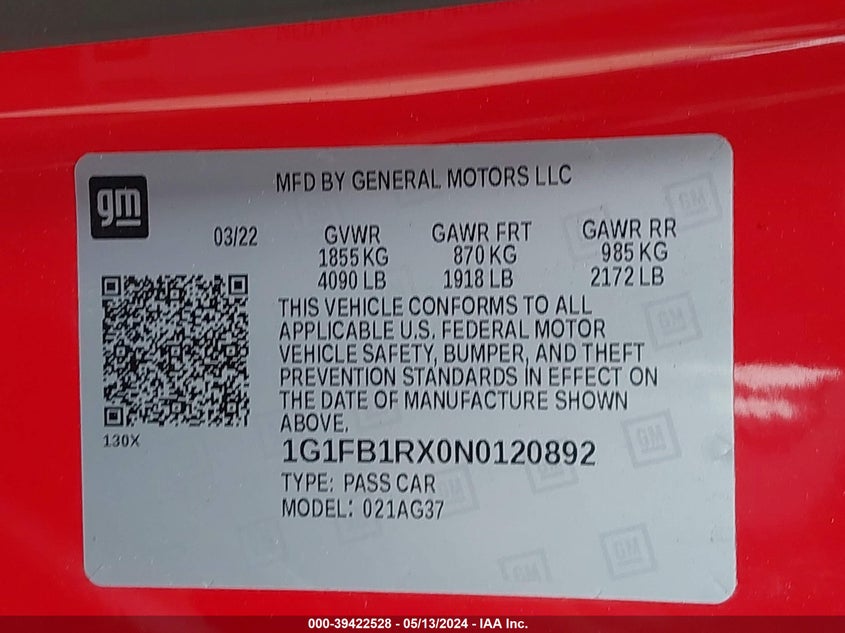 gm
MFD BY GENERAL MOTORS LLC
03/22
GVWR GAWR FRT GAWR RR
1855 KG 870 KG 985 KG
4090 LB 1918 LB 2172 LB
THIS VEHICLE CONFORMS TO ALL
APPLICABLE U.S. FEDERAL MOTOR
VEHICLE SAFETY, BUMPER, AND THEFT
PREVENTION STANDARDS IN EFFECT ON
THE DATE OF MANUFACTURE SHOWN
ABOVE.
130X
1G1FB1RX0N0120892
TYPE: PASS CAR
MODEL: 021AG37
000-39422528 - 05/13/2024 - IAA Inc.